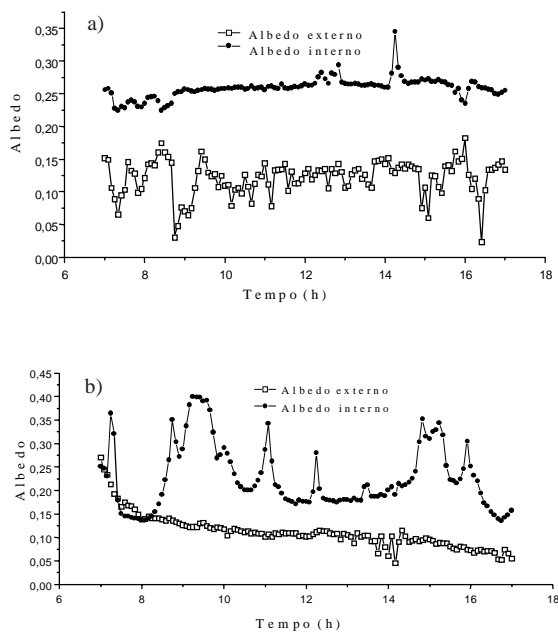 a)
Albedo externo
Albedo interno
0,35
0,30
0,25
0,20
0,15
0,10
0,05
0,00
Albedo
6 8 10 12 14 16 18
Tempo (h)
b)
Albedo externo
Albedo interno
0,45
0,40
0,35
0,30
0,25
0,20
0,15
0,10
0,05
0,00
Albedo
6 8 10 12 14 16 18
Tempo (h)